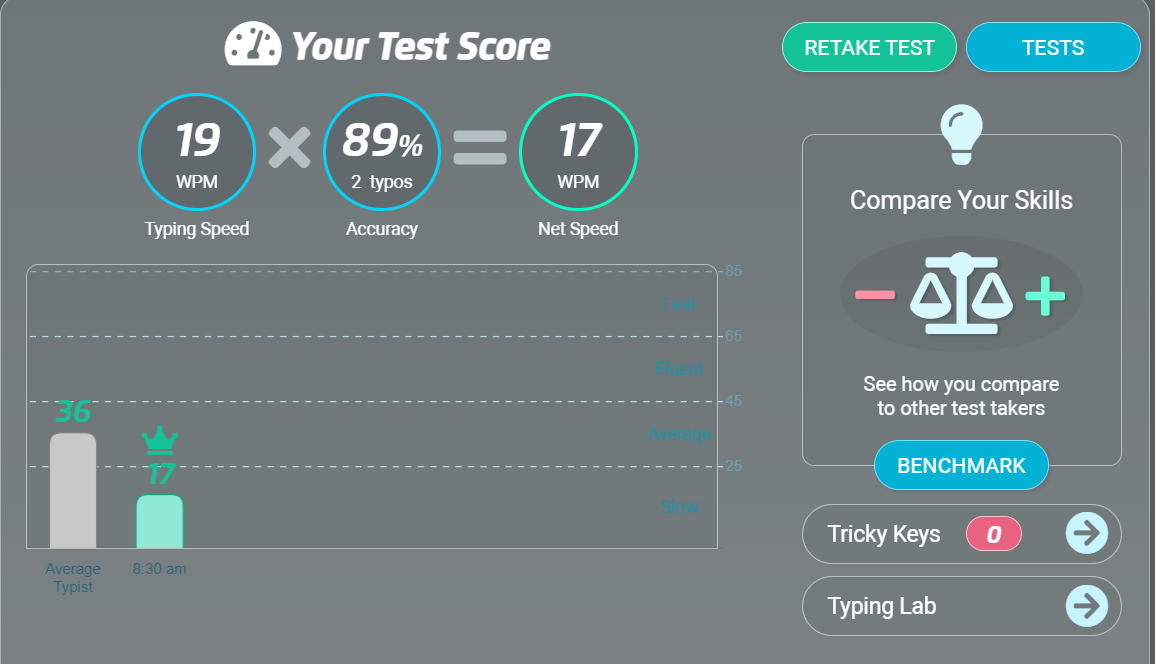 Your Test Score
RETAKE TEST
TESTS
19
WPM
Typing Speed
89%
2 typos
Accuracy
17
WPM
Net Speed
Compare Your Skills
See how you compare
to other test takers
BENCHMARK
Tricky Keys 0
Typing Lab
85
Fast
65
Fluent
45
Average
25
Slow
36
17
Average
Typist
8:30 am